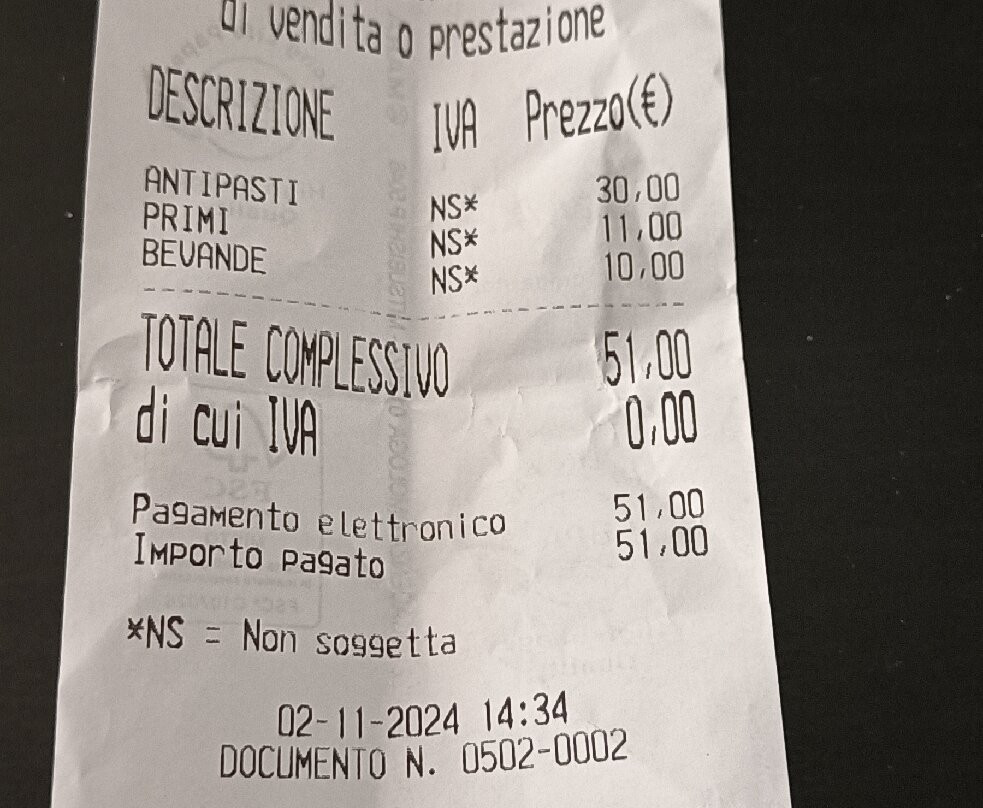 di vendita o prestazione
DESCRIZIONE IVA Prezzo(€)
ANTIPASTI NS* 30,00
PRIMI NS* 11,00
BEVANDE NS* 10,00
TOTALE COMPLESSIVO 51,00
di cui IVA 0,00
Pagamento elettronico 51,00
Importo pagato 51,00
*NS = Non soggetta
02-11-2024 14:34
DOCUMENTO N. 0502-0002